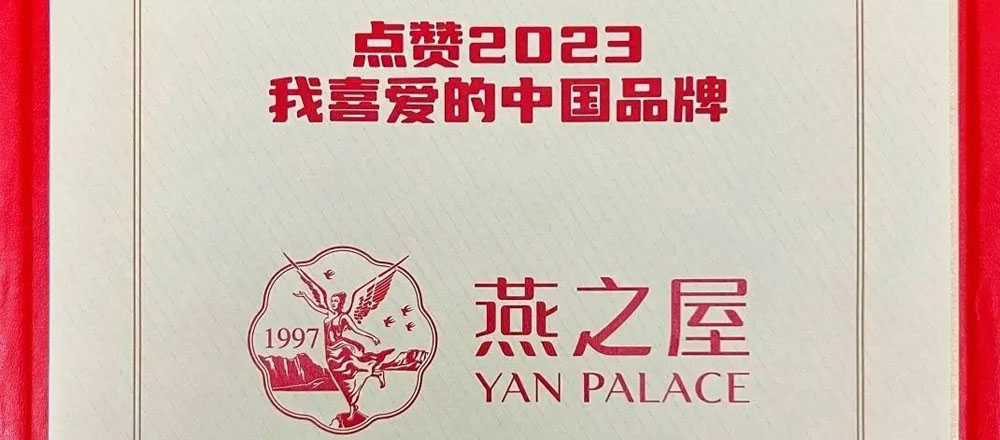 点赞2023
我喜爱的中国品牌
1997
燕之屋
YAN PALACE